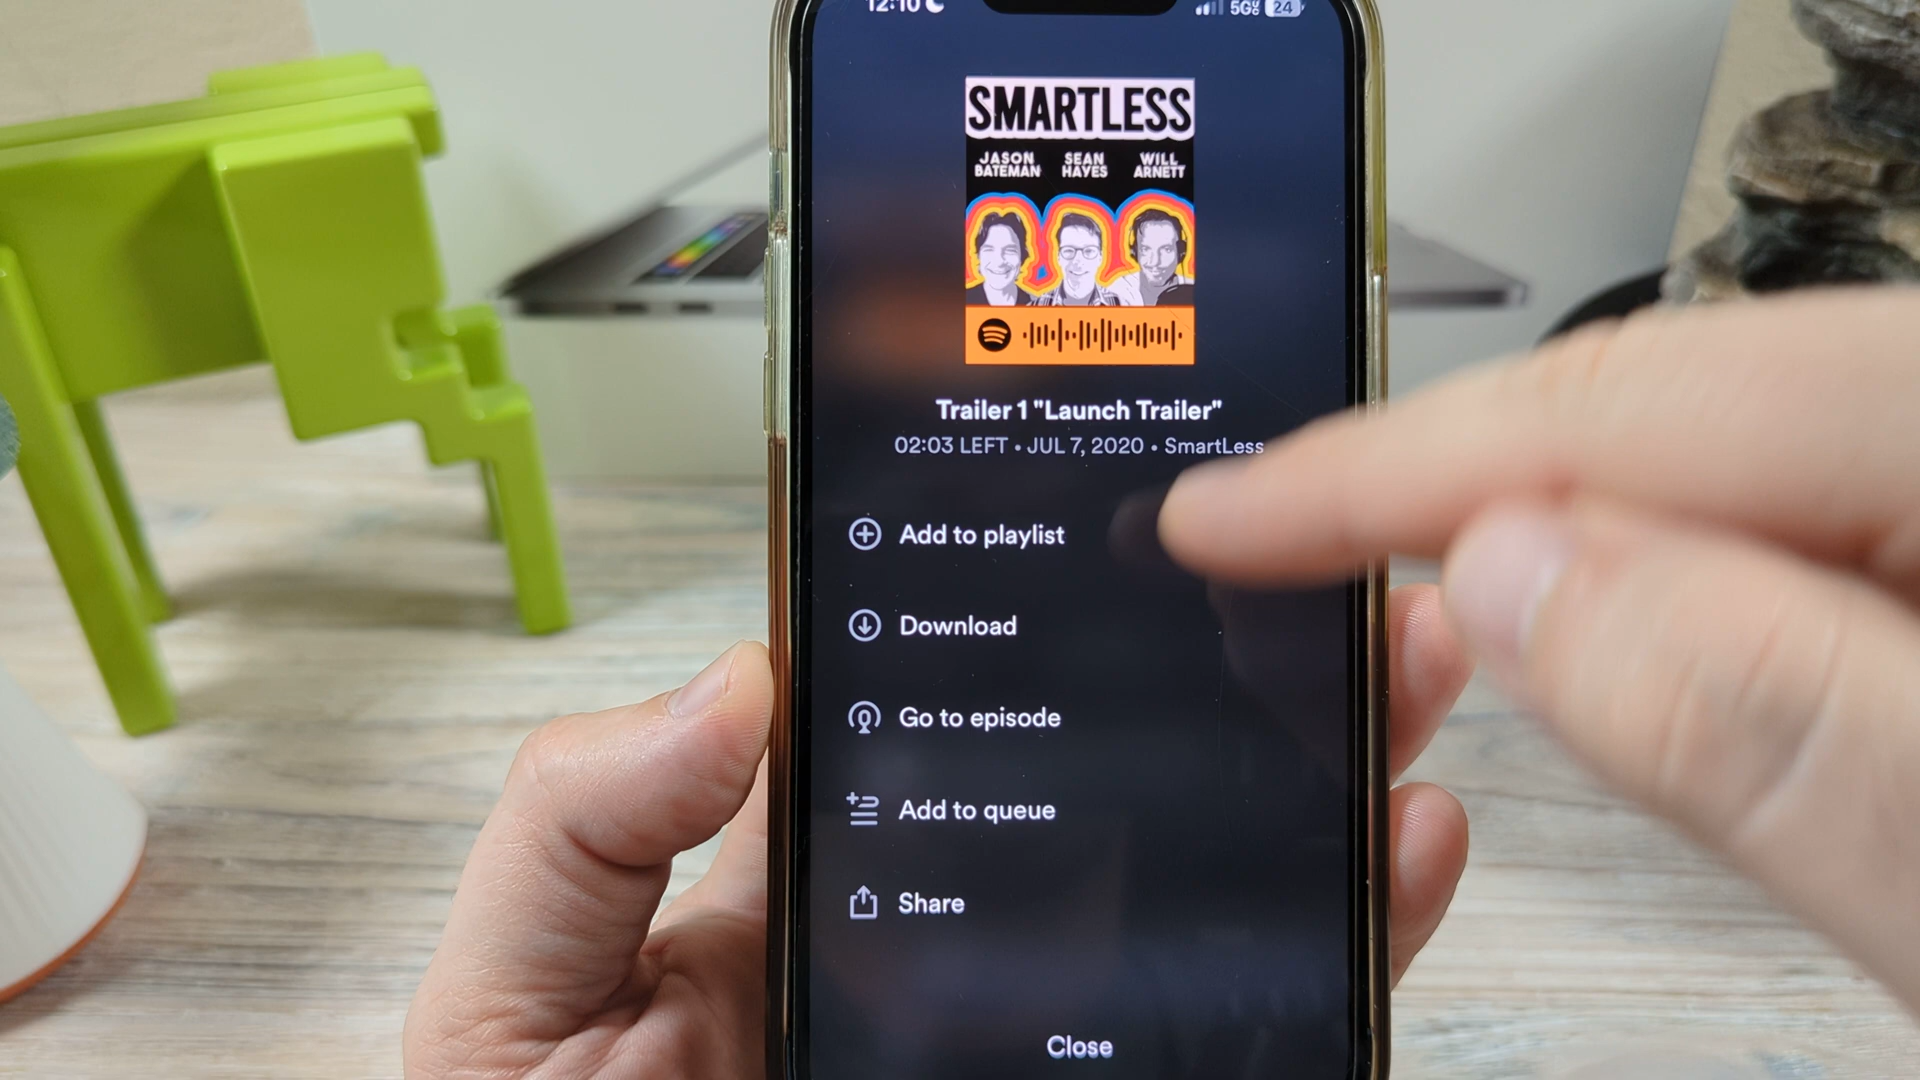 12:10
5G 24
SMARTLESS
JASON BATEMAN
SEAN HAYES
WILL ARNETT
Trailer 1 "Launch Trailer"
02:03 LEFT • JUL 7, 2020 • SmartLess
Add to playlist
Download
Go to episode
Add to queue
Share
Close